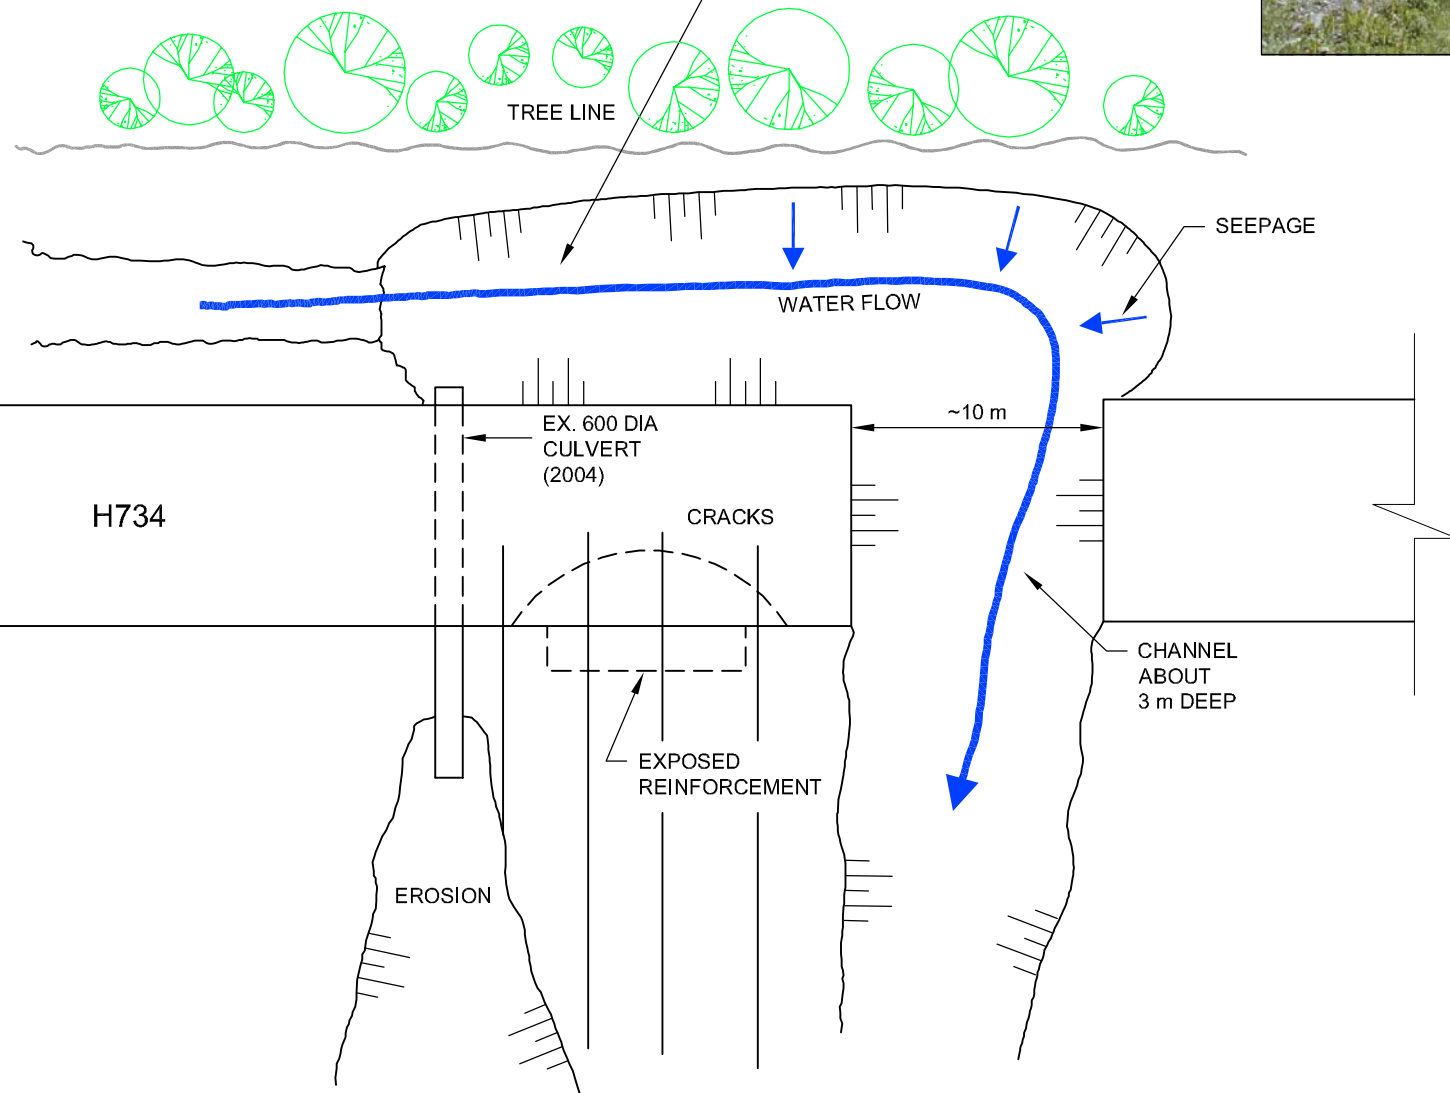 TREE LINE
SEEPAGE
WATER FLOW
~10 m
EX. 600 DIA
CULVERT
(2004)
H734
CRACKS
CHANNEL
ABOUT
3 m DEEP
EXPOSED
REINFORCEMENT
EROSION